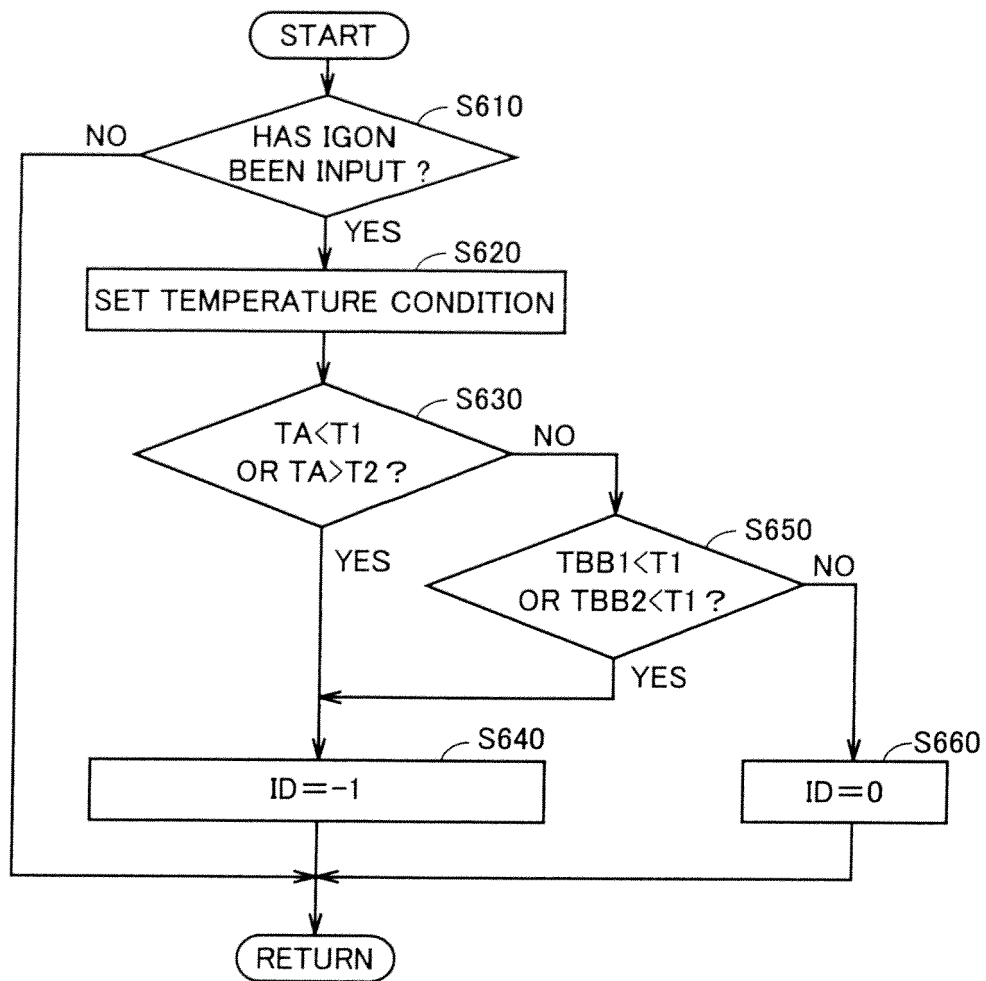 START
S610
NO
HAS IGON
BEEN INPUT ?
YES
S620
SET TEMPERATURE CONDITION
S630
TA<T1
OR TA>T2 ?
NO
YES
S650
TBB1<T1
OR TBB2<T1 ?
NO
YES
S640
ID=-1
S660
ID=0
RETURN